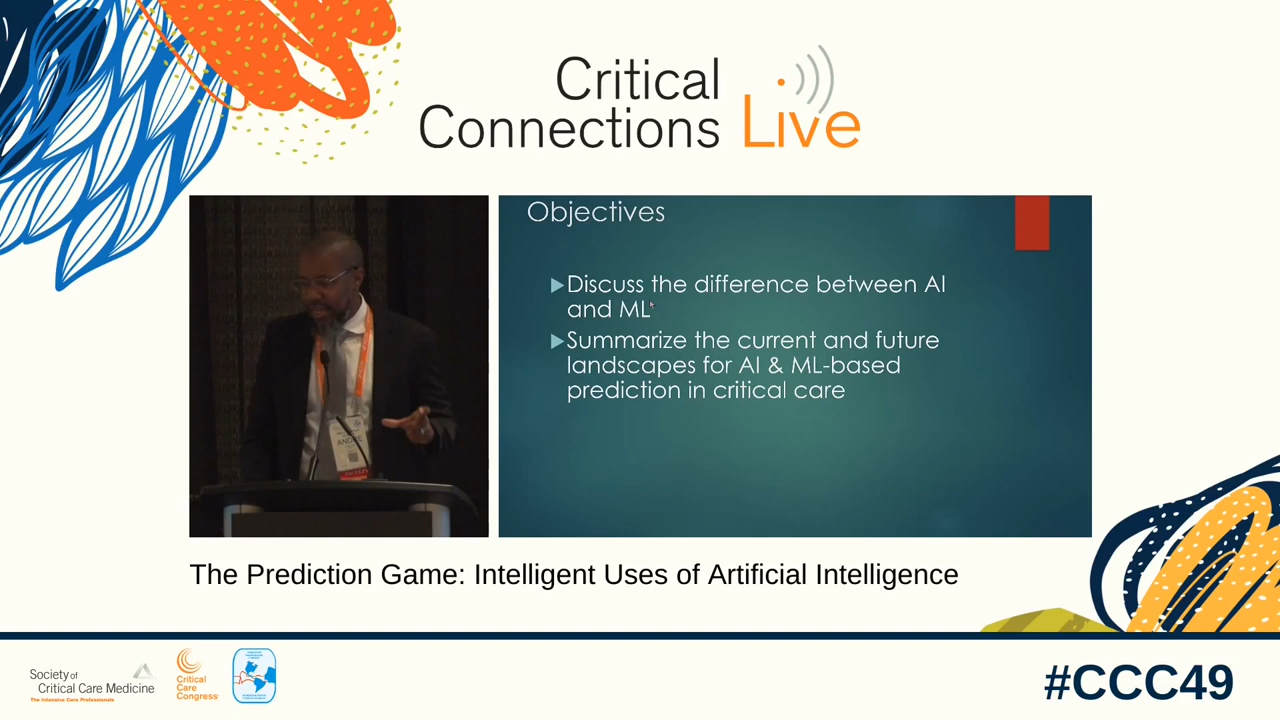 Critical
Connections Live
Objectives
Discuss the difference between AI
and ML
Summarize the current and future
landscapes for AI & ML-based
prediction in critical care
ANDRE
The Prediction Game: Intelligent Uses of Artificial Intelligence
Society of
Critical Care Medicine
The Intensive Care Professionals
Critical
Care
Congress
#CCC49